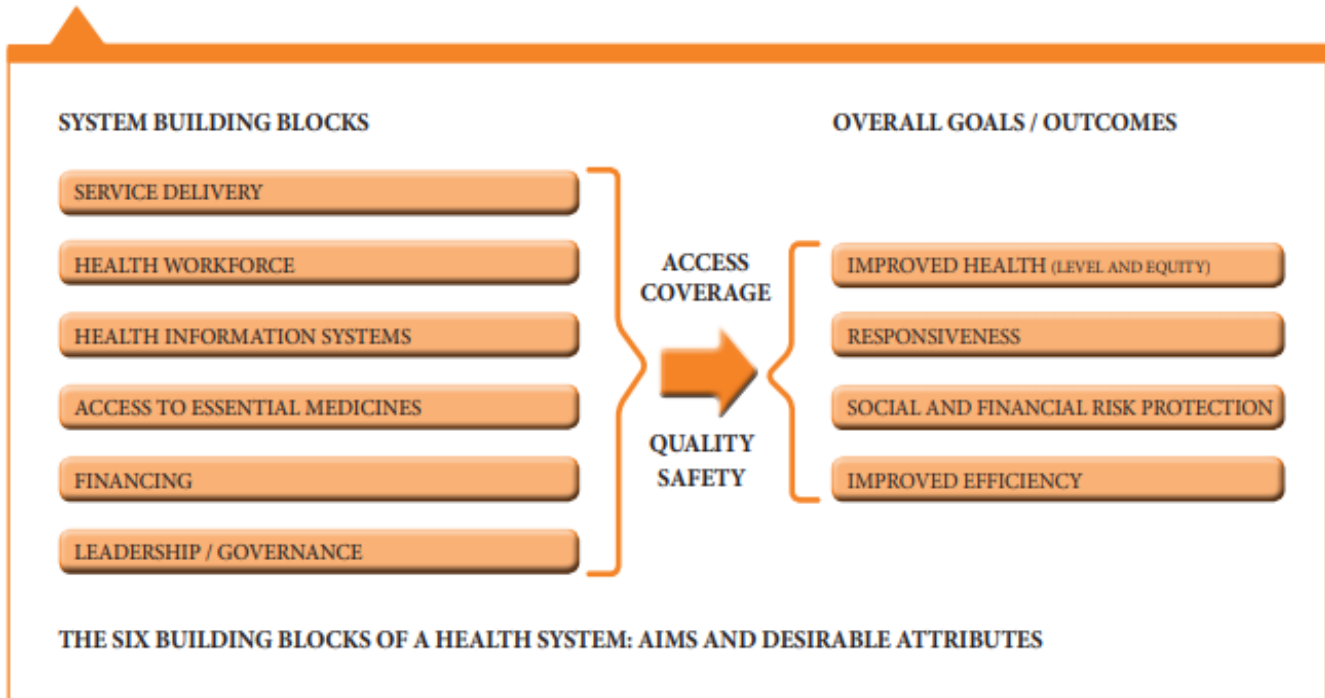 SYSTEM BUILDING BLOCKS
SERVICE DELIVERY
HEALTH WORKFORCE
HEALTH INFORMATION SYSTEMS
ACCESS TO ESSENTIAL MEDICINES
FINANCING
LEADERSHIP / GOVERNANCE
ACCESS
COVERAGE
QUALITY
SAFETY
OVERALL GOALS / OUTCOMES
IMPROVED HEALTH (LEVEL AND EQUITY)
RESPONSIVENESS
SOCIAL AND FINANCIAL RISK PROTECTION
IMPROVED EFFICIENCY
THE SIX BUILDING BLOCKS OF A HEALTH SYSTEM: AIMS AND DESIRABLE ATTRIBUTES